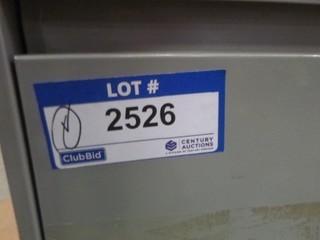 LOT #
2526
ClubBid
CENTURY
AUCTIONS